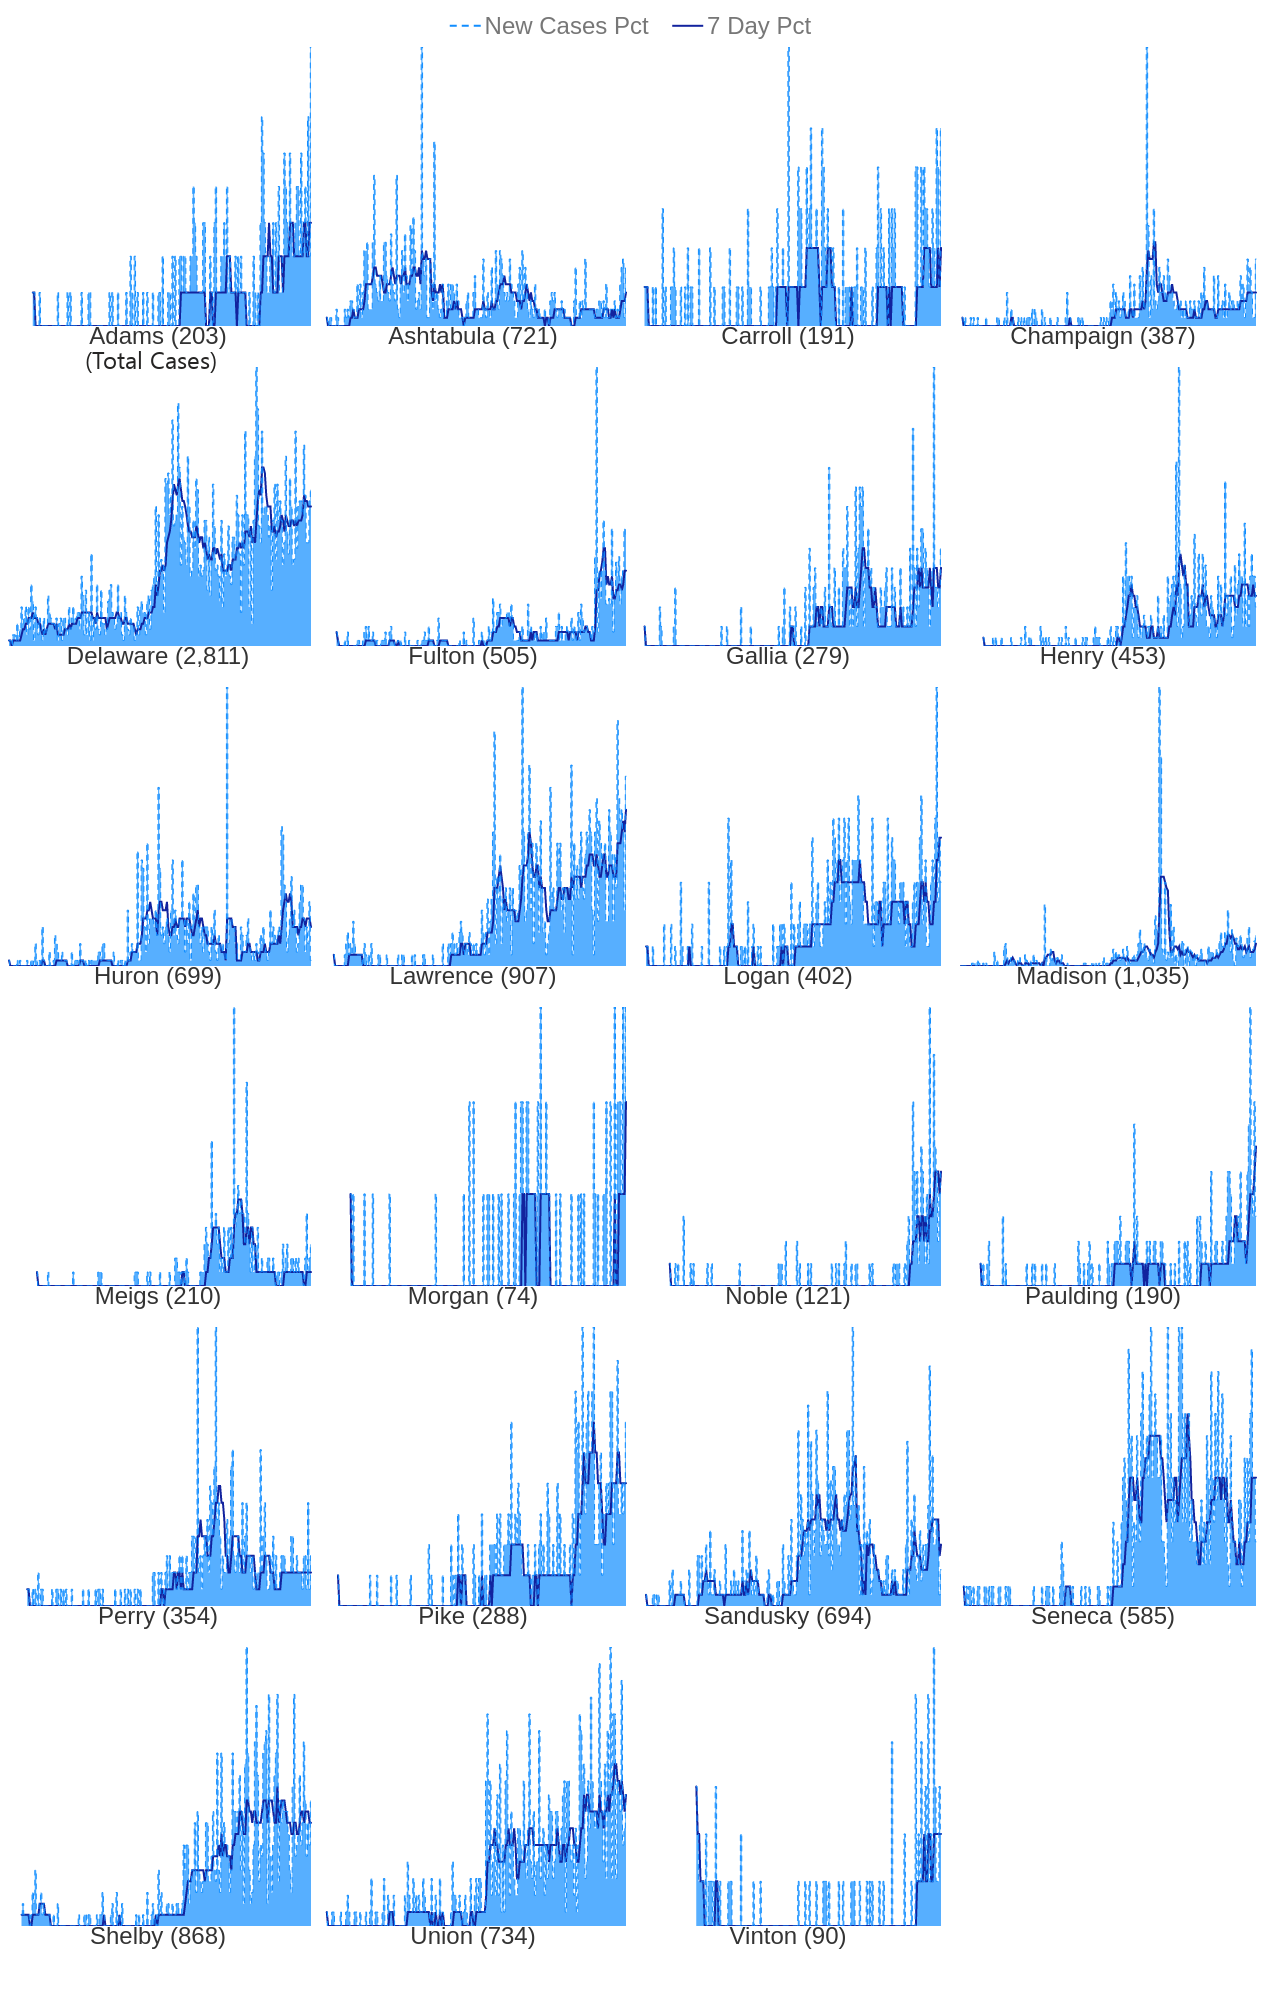 New Cases Pct 7 Day Pct
Adams (203) Ashtabula (721) Carroll (191) Champaign (387)
(Total Cases)
Delaware (2,811) Fulton (505) Gallia (279) Henry (453)
Huron (699) Lawrence (907) Logan (402) Madison (1,035)
Meigs (210) Morgan (74) Noble (121) Paulding (190)
Perry (354) Pike (288) Sandusky (694) Seneca (585)
Shelby (868) Union (734) Vinton (90)